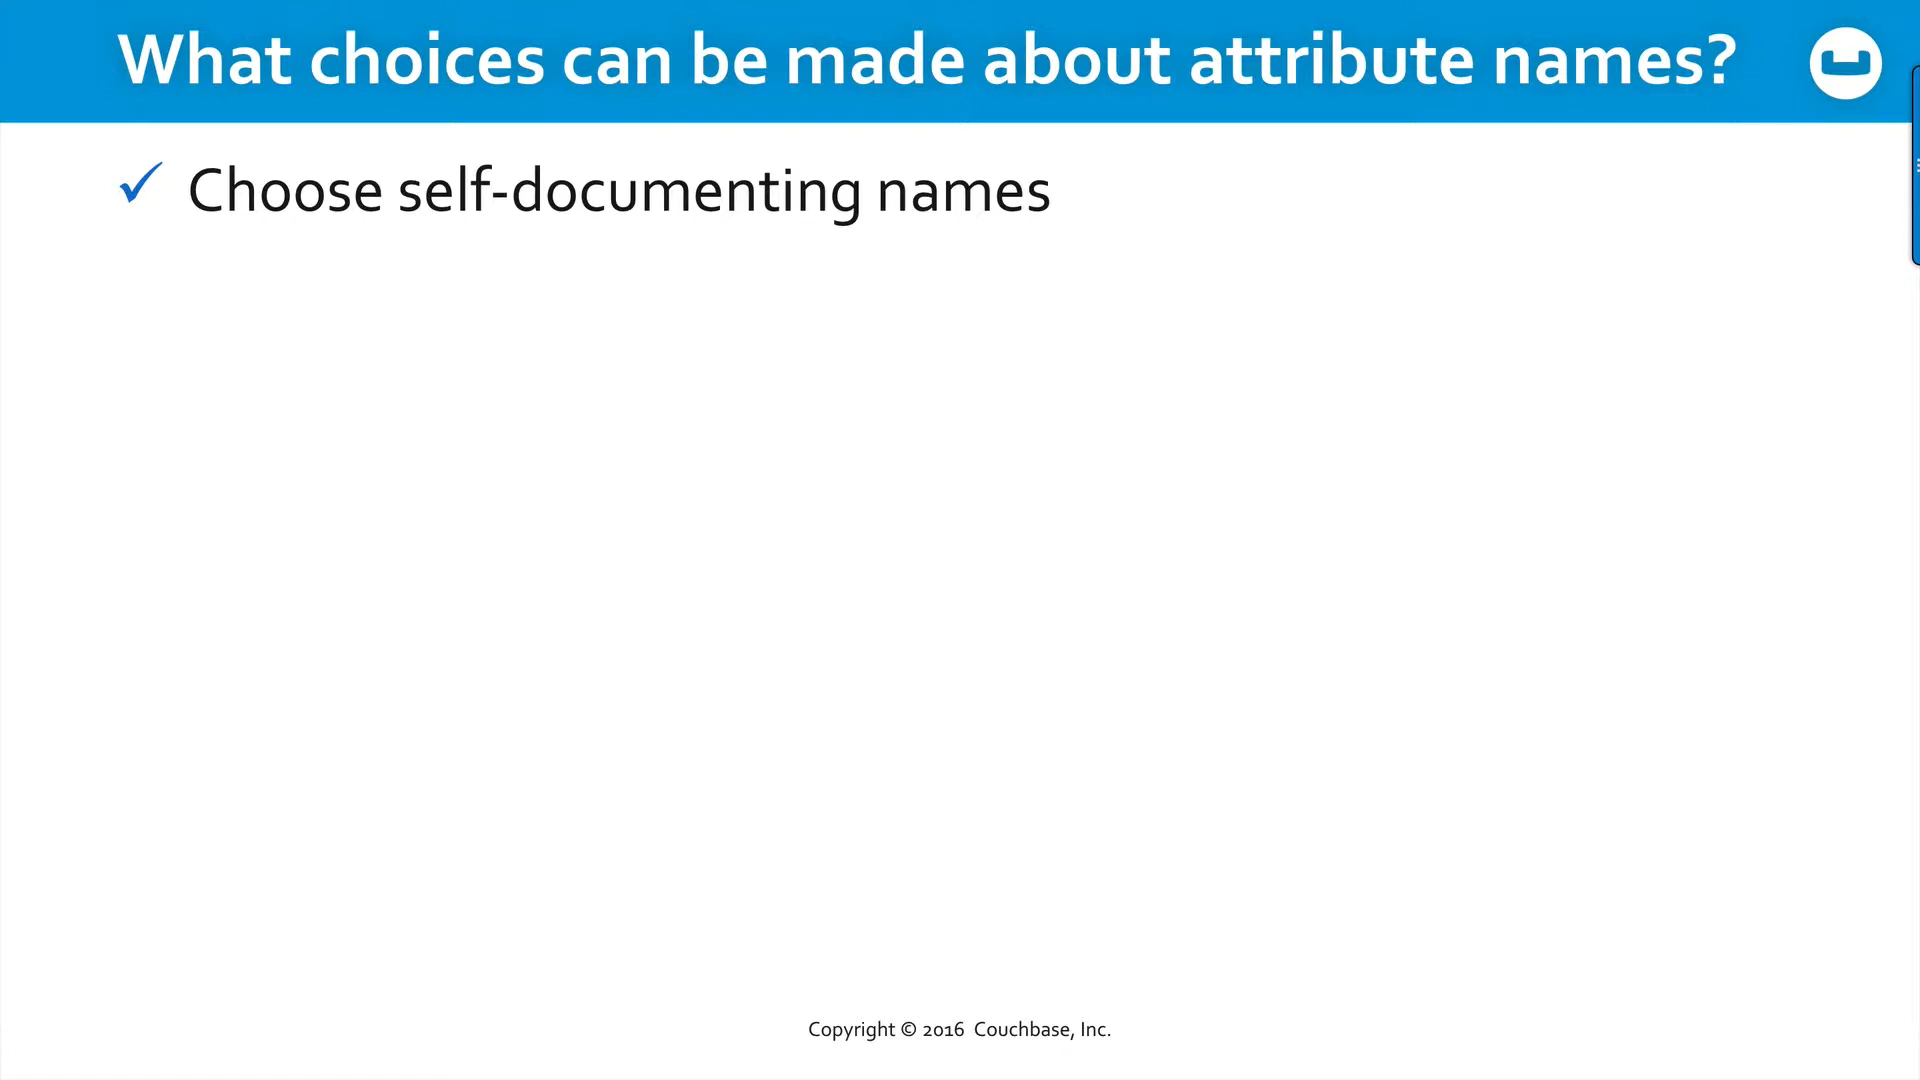 What choices can be made about attribute names?
✓ Choose self-documenting names
Copyright © 2016 Couchbase, Inc.